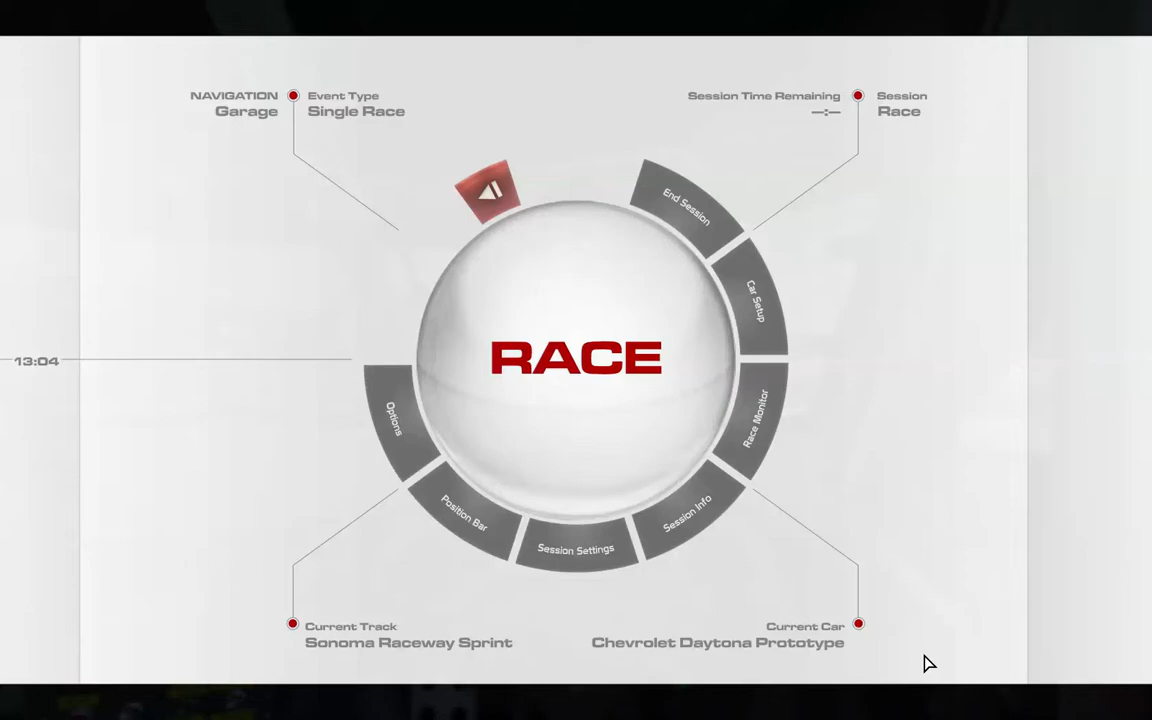 NAVIGATION
Garage
Event Type
Single Race
Session Time Remaining
--:--
Session
Race
End Session
Car Setup
13:04
RACE
Options
Race Monitor
Position Bar
Session Info
Session Settings
Current Track
Sonoma Raceway Sprint
Current Car
Chevrolet Daytona Prototype